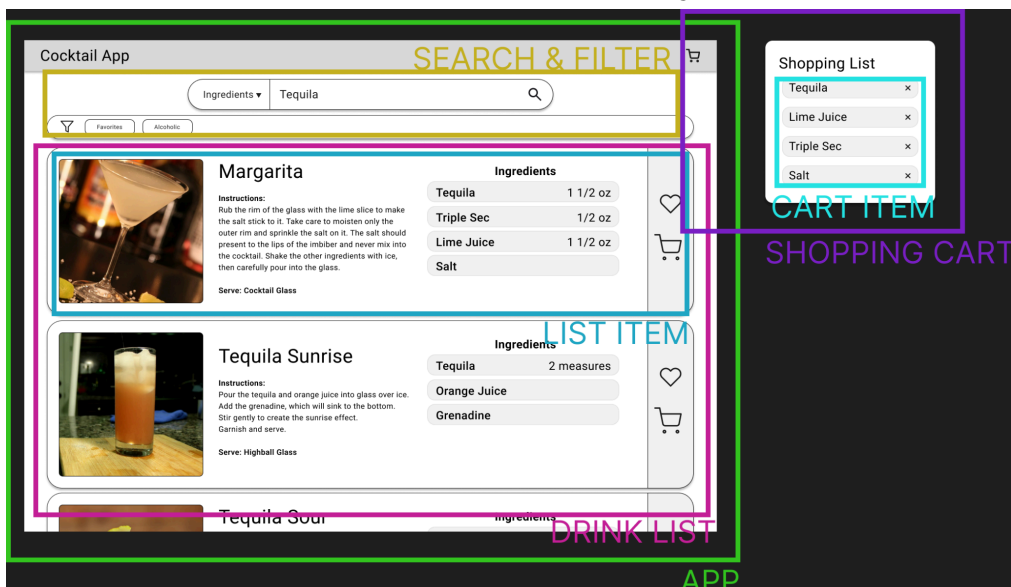 Cocktail App
SEARCH & FILTER
Ingredients ▾ Tequila
Favorites Alcoholic
Margarita
Instructions:
Rub the rim of the glass with the lime slice to make
the salt stick to it. Take care to moisten only the
outer rim and sprinkle the salt on it. The salt should
present to the lips of the imbiber and never mix into
the cocktail. Shake the other ingredients with ice,
then carefully pour into the glass.
Serve: Cocktail Glass
Ingredients
Tequila 1 1/2 oz
Triple Sec 1/2 oz
Lime Juice 1 1/2 oz
Salt
LIST ITEM
Tequila Sunrise
Instructions:
Pour the tequila and orange juice into glass over ice.
Add the grenadine, which will sink to the bottom.
Stir gently to create the sunrise effect.
Garnish and serve.
Serve: Highball Glass
Ingredients
Tequila 2 measures
Orange Juice
Grenadine
Tequila Sour
Ingredients
DRINK LIST
APP
Shopping List
Tequila ×
Lime Juice ×
Triple Sec ×
Salt ×
CART ITEM
SHOPPING CART